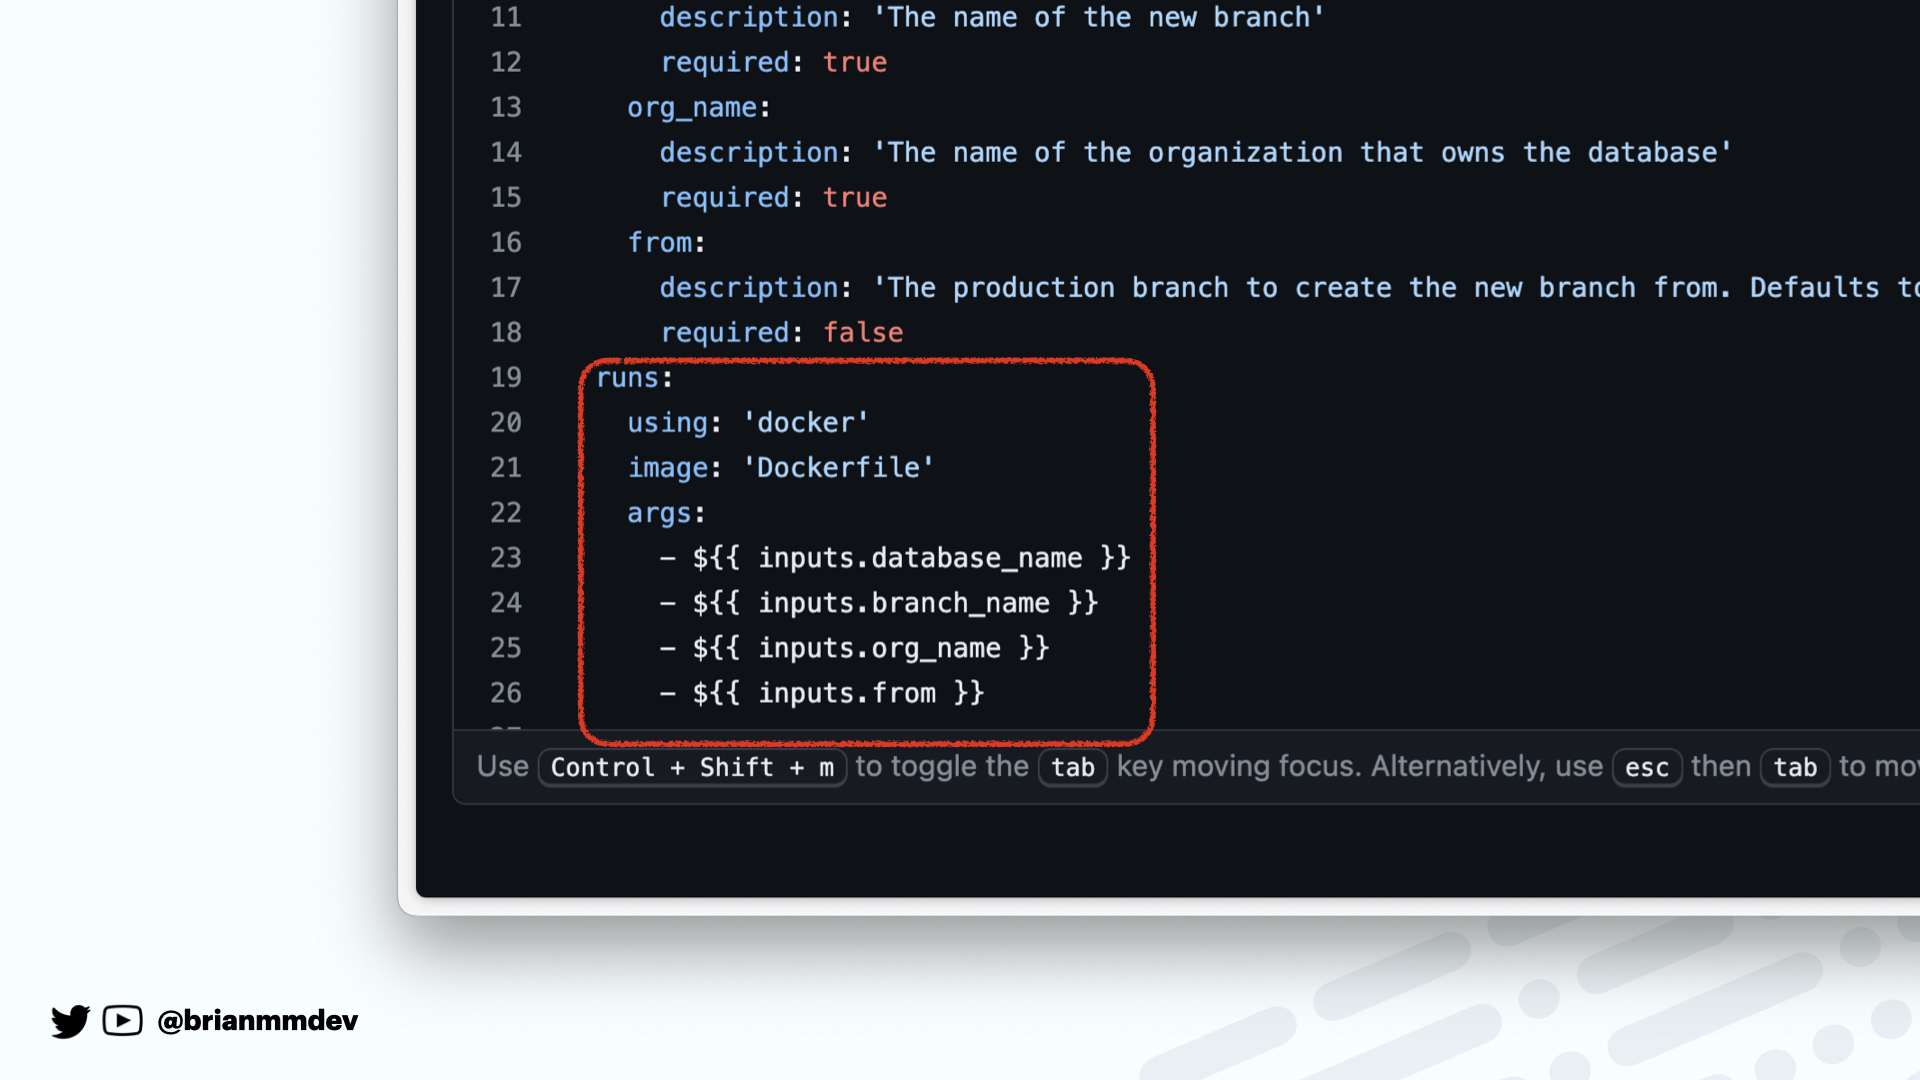 11 description: 'The name of the new branch'
12 required: true
13 org_name:
14 description: 'The name of the organization that owns the database'
15 required: true
16 from:
17 description: 'The production branch to create the new branch from. Defaults to
18 required: false
19 runs:
20 using: 'docker'
21 image: 'Dockerfile'
22 args:
23 - ${{ inputs.database_name }}
24 - ${{ inputs.branch_name }}
25 - ${{ inputs.org_name }}
26 - ${{ inputs.from }}
Use Control + Shift + m to toggle the tab key moving focus. Alternatively, use esc then tab to
@brianmmdev